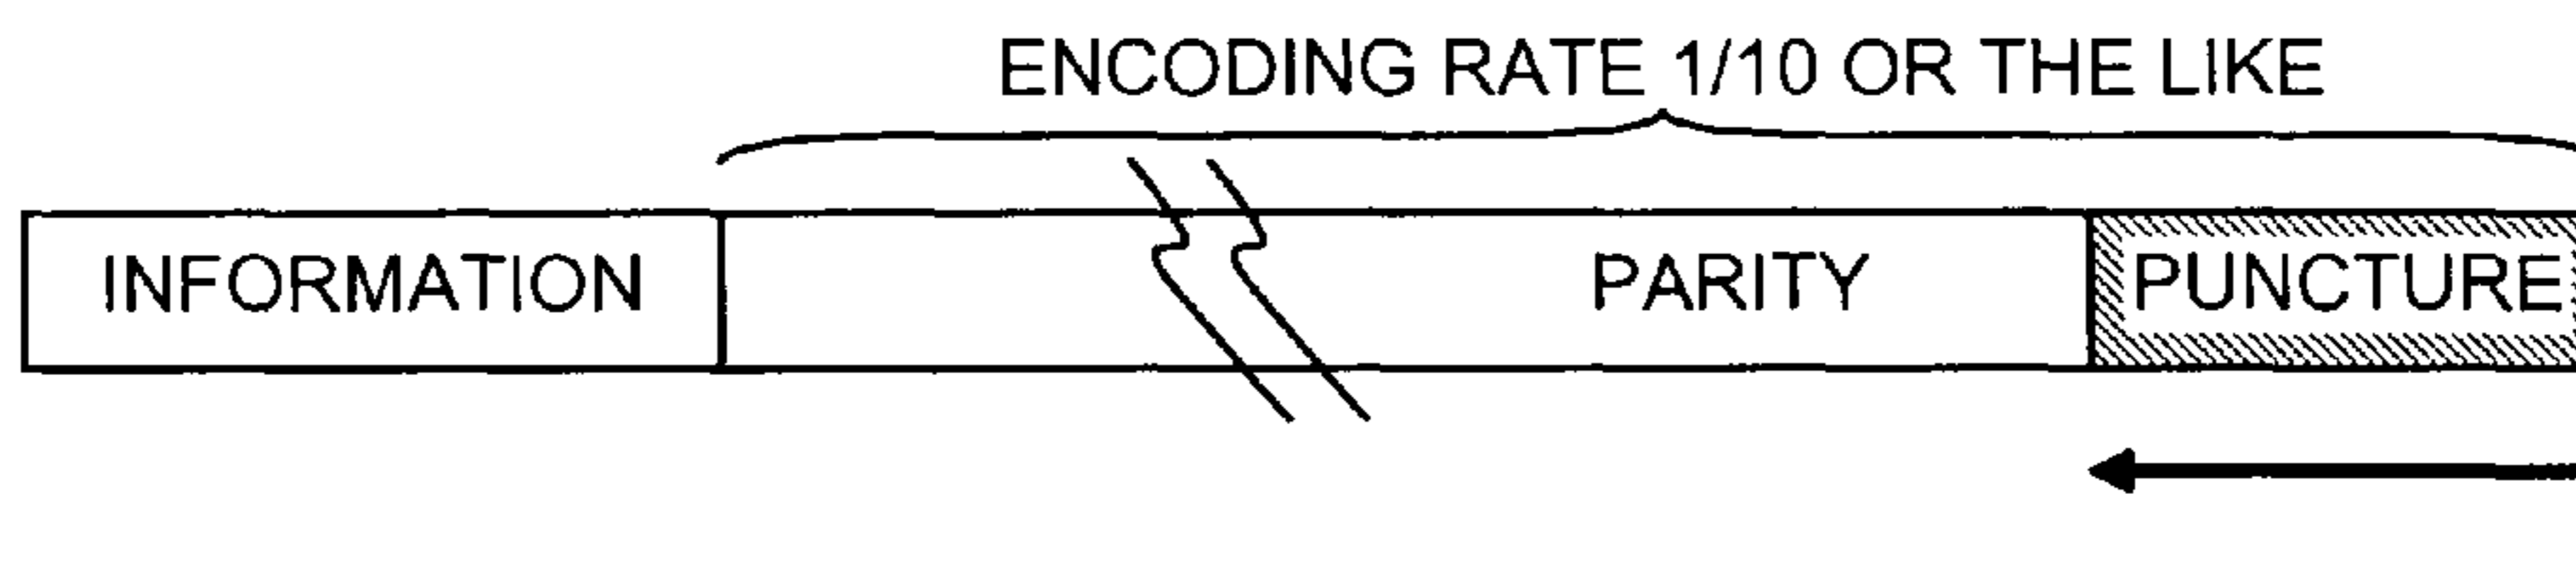 ENCODING RATE 1/10 OR THE LIKE
INFORMATION PARITY PUNCTURE